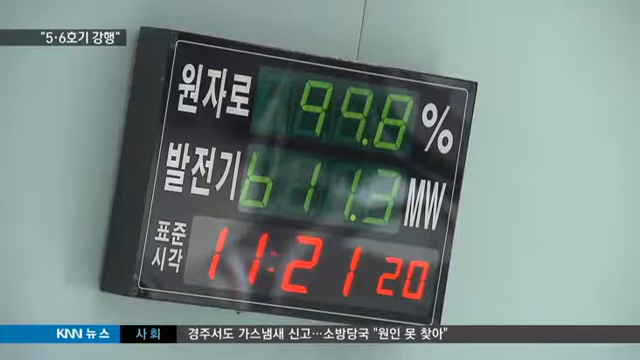 "5·6호기 강행"
원자로 99.8 %
발전기 611.3 MW
표준 시각 11:21 20
KNN 뉴스 사 회 경주서도 가스냄새 신고…소방당국 "원인 못 찾아"